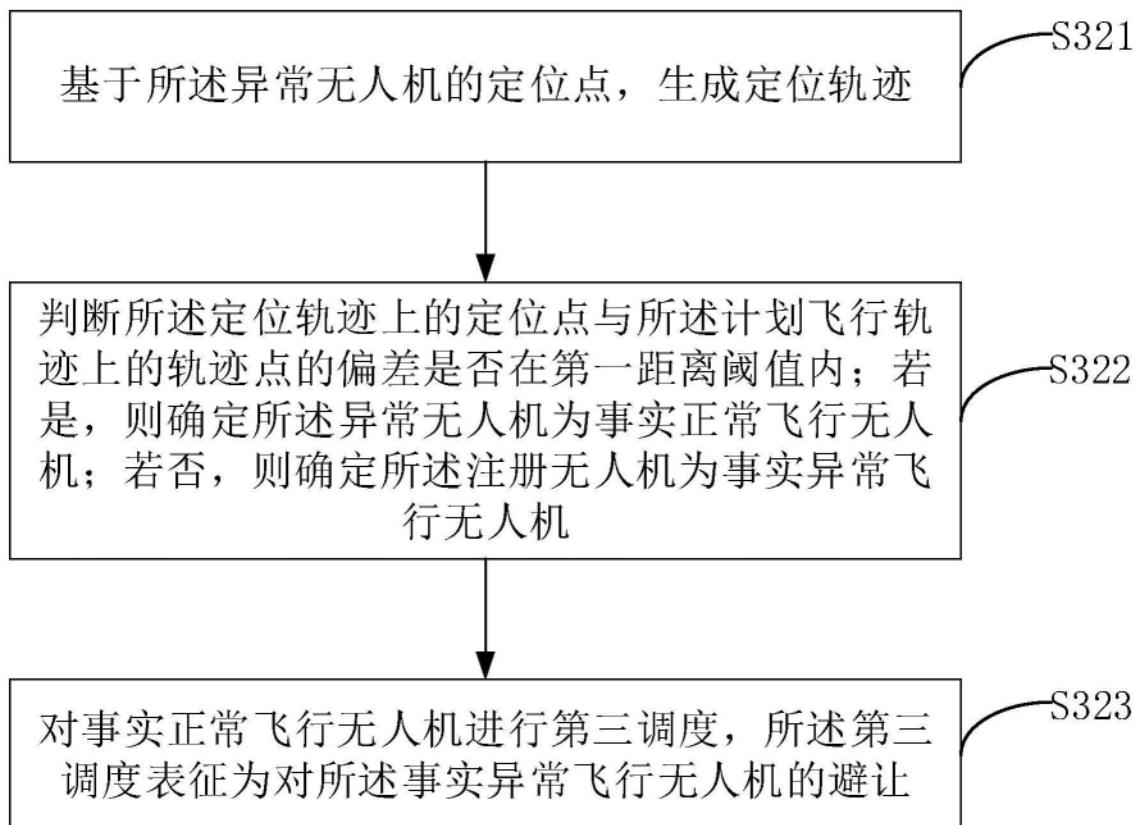 基于所述异常无人机的定位点，生成定位轨迹
S321
判断所述定位轨迹上的定位点与所述计划飞行轨
迹上的轨迹点的偏差是否在第一距离阈值内；若
是，则确定所述异常无人机为事实正常飞行无人
机；若否，则确定所述注册无人机为事实异常飞
行无人机
S322
对事实正常飞行无人机进行第三调度，所述第三
调度表征为对所述事实异常飞行无人机的避让
S323